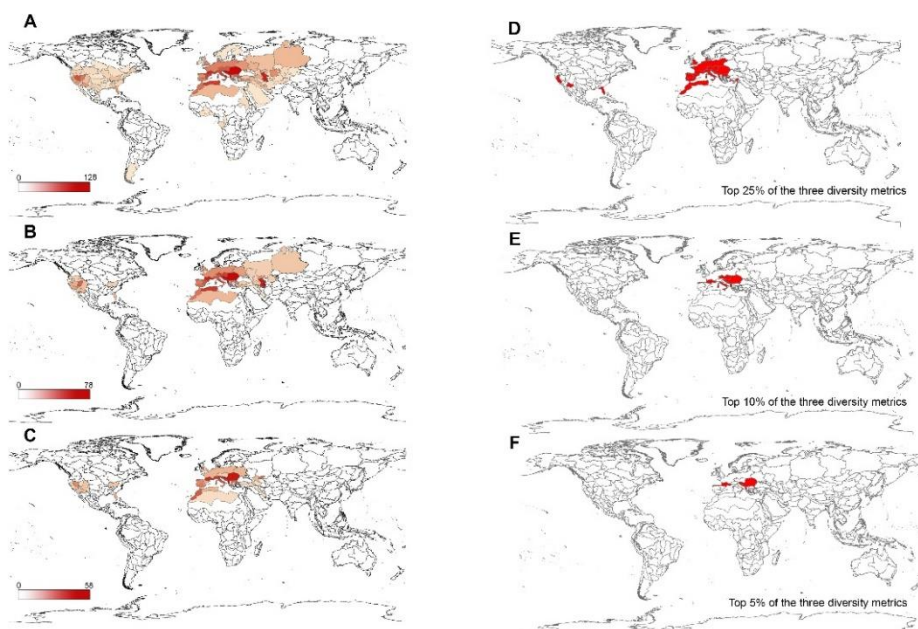 A
0 128
B
0 78
C
0 58
D
Top 25% of the three diversity metrics
E
Top 10% of the three diversity metrics
F
Top 5% of the three diversity metrics